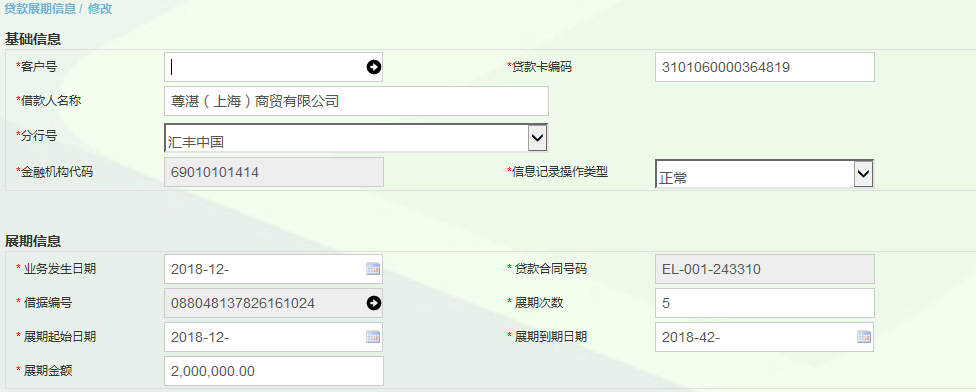 贷款展期信息 / 修改
基础信息
*客户号 *贷款卡编码 3101060000364819
*借款人名称 尊湛（上海）商贸有限公司
*分行号 汇丰中国
*金融机构代码 69010101414 *信息记录操作类型 正常
展期信息
* 业务发生日期 2018-12- * 贷款合同号码 EL-001-243310
* 借据编号 088048137826161024 * 展期次数 5
* 展期起始日期 2018-12- * 展期到期日期 2018-42-
* 展期金额 2,000,000.00